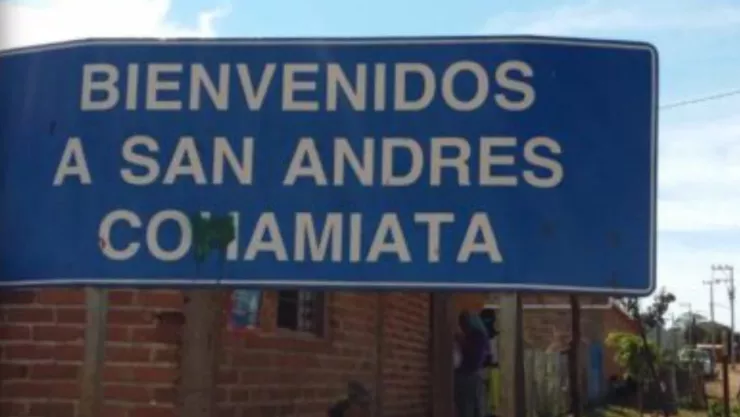 BIENVENIDOS
A SAN ANDRES
COHAMIATA